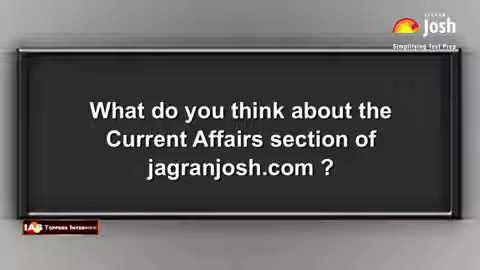 JAGRAN
Josh
Simplifying Test Prep
What do you think about the
Current Affairs section of
jagranjosh.com ?
IAS TOPPERS INTERVIEW